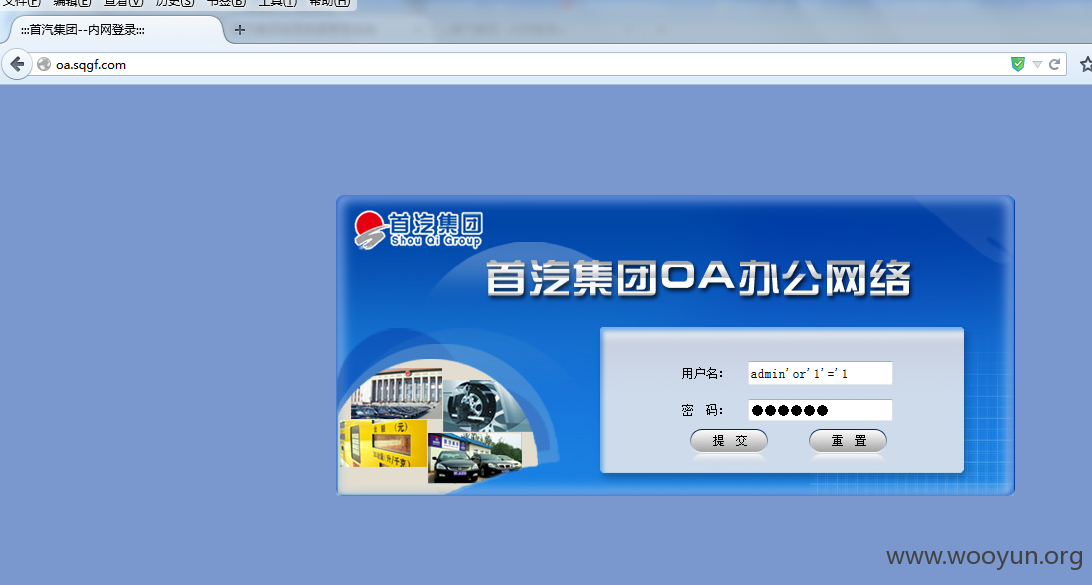 文件(F) 编辑(E) 查看(V) 历史(S) 书签(B) 工具(T) 帮助(H)
:::首汽集团--内网登录:::
oa.sqgf.com
首汽集团
Shou Qi Group
首汽集团OA办公网络
用户名: admin'or'1'='1
密 码: ●●●●●●
提 交 重 置
金 额 (元)
www.wooyun.org